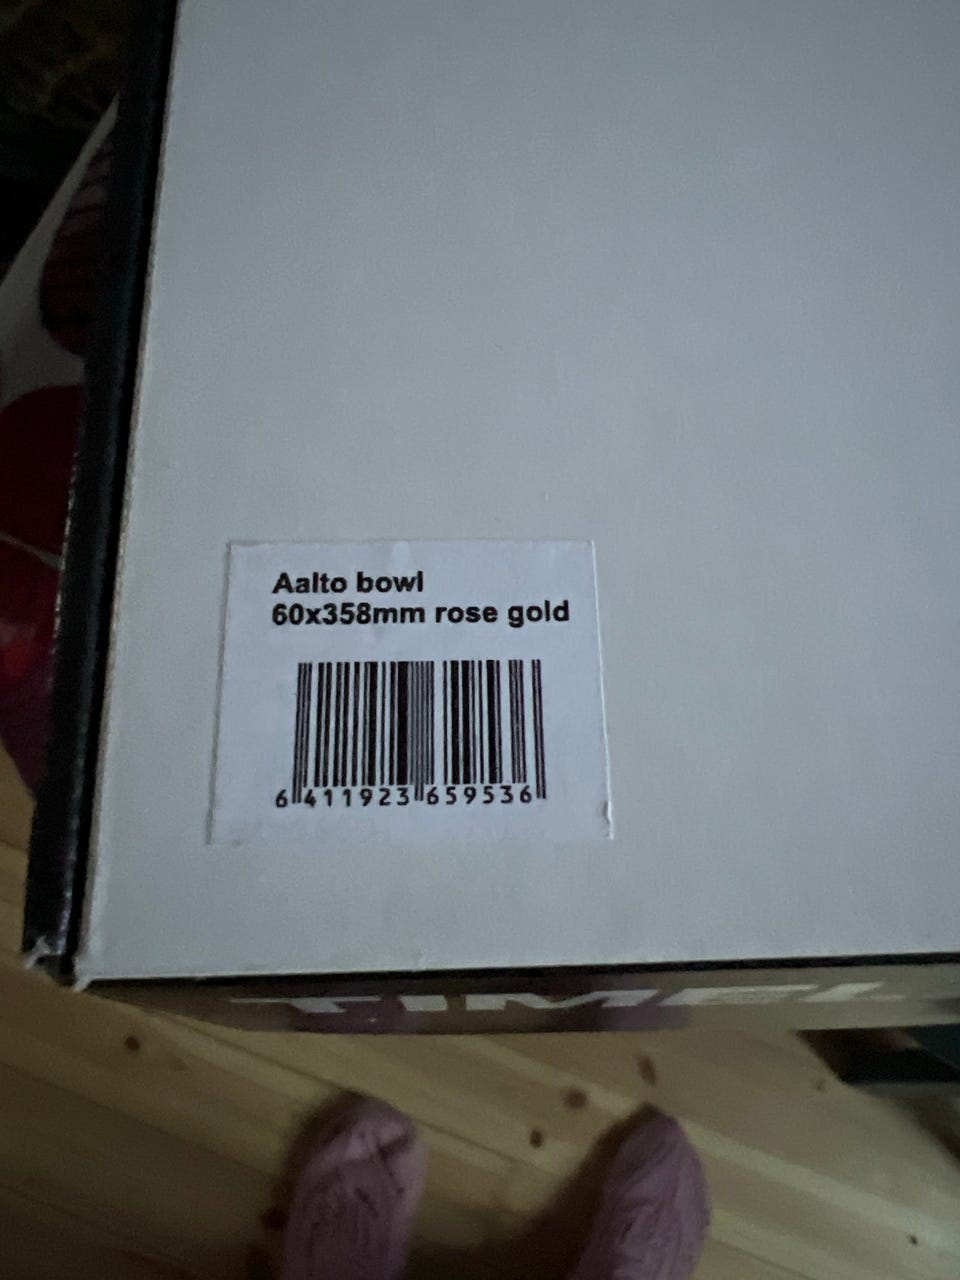 Aalto bowl
60x358mm rose gold
6 411923 659536